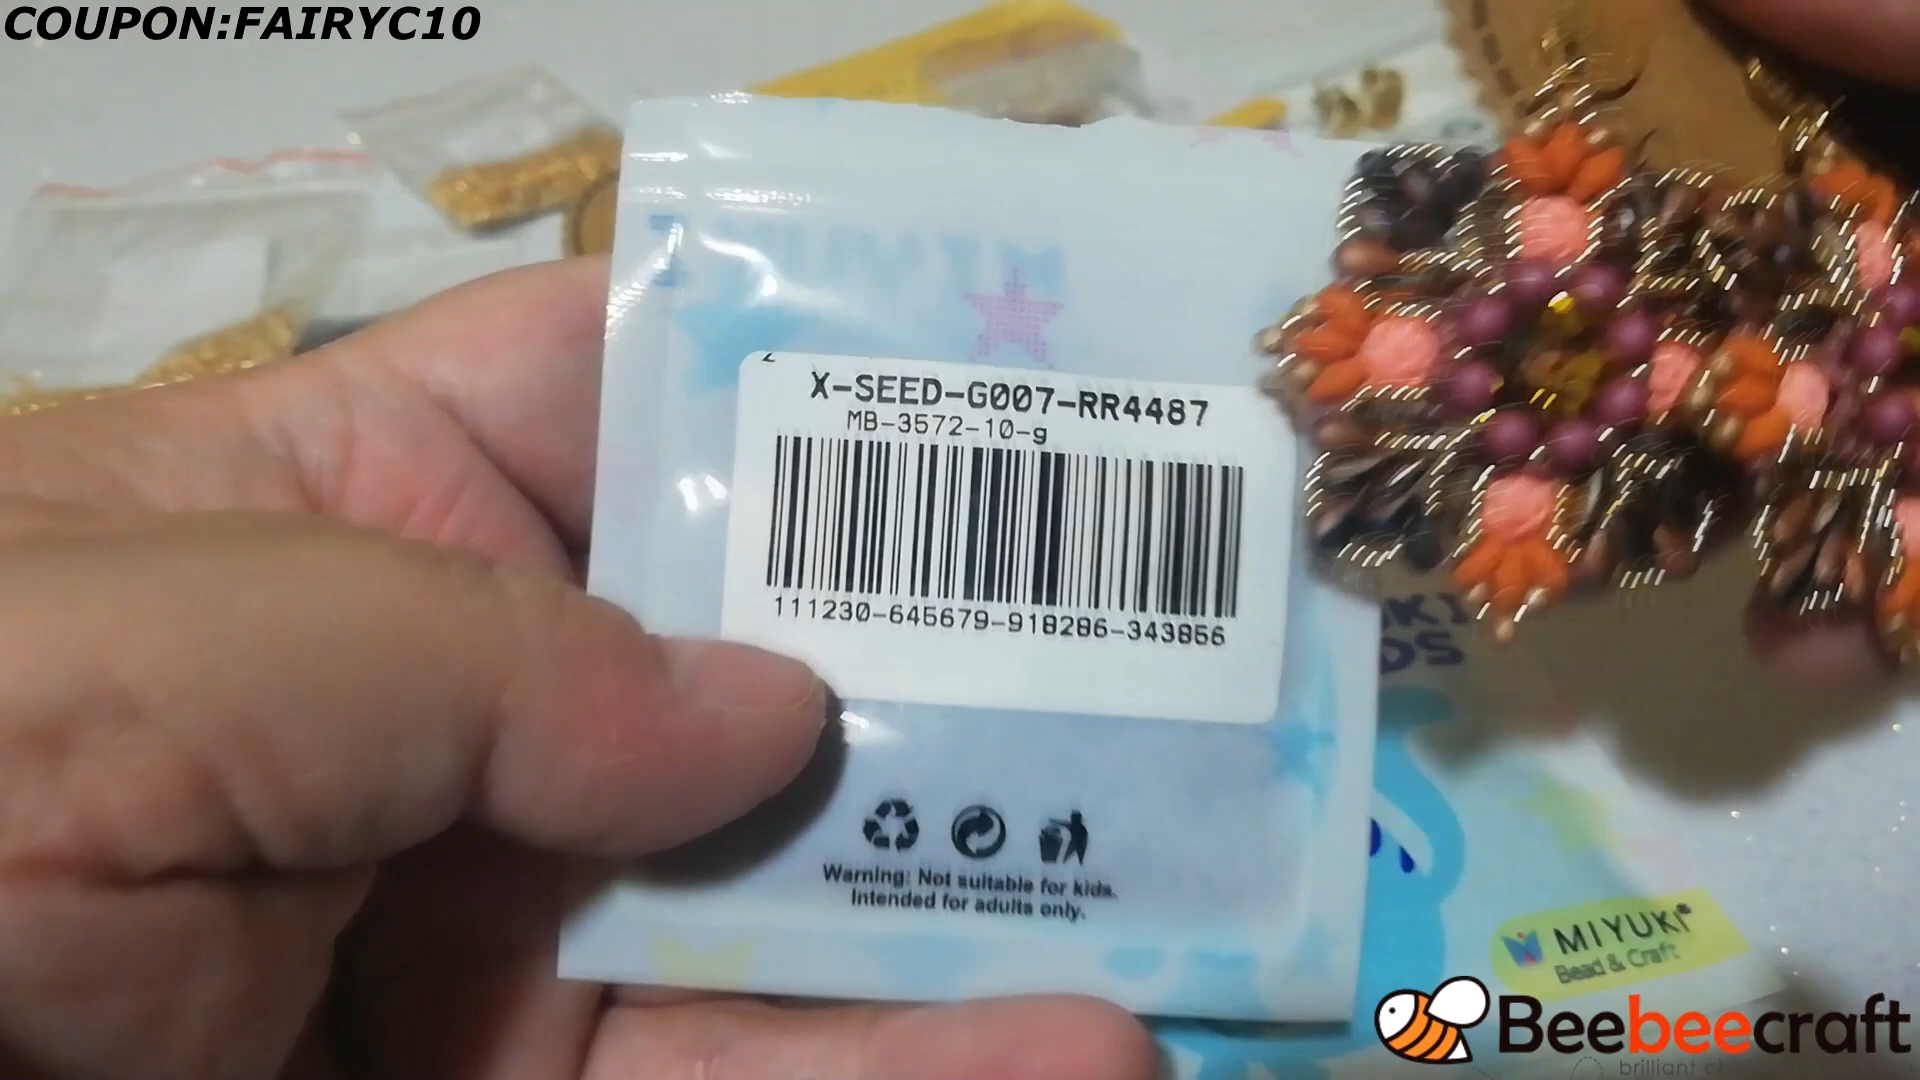 COUPON:FAIRYC10
X-SEED-G007-RR4487
MB-3572-10-g
111230-645679-918286-343856
Warning: Not suitable for kids.
Intended for adults only.
MIYUKI
Bead & Craft
Beebeecraft
brilliant